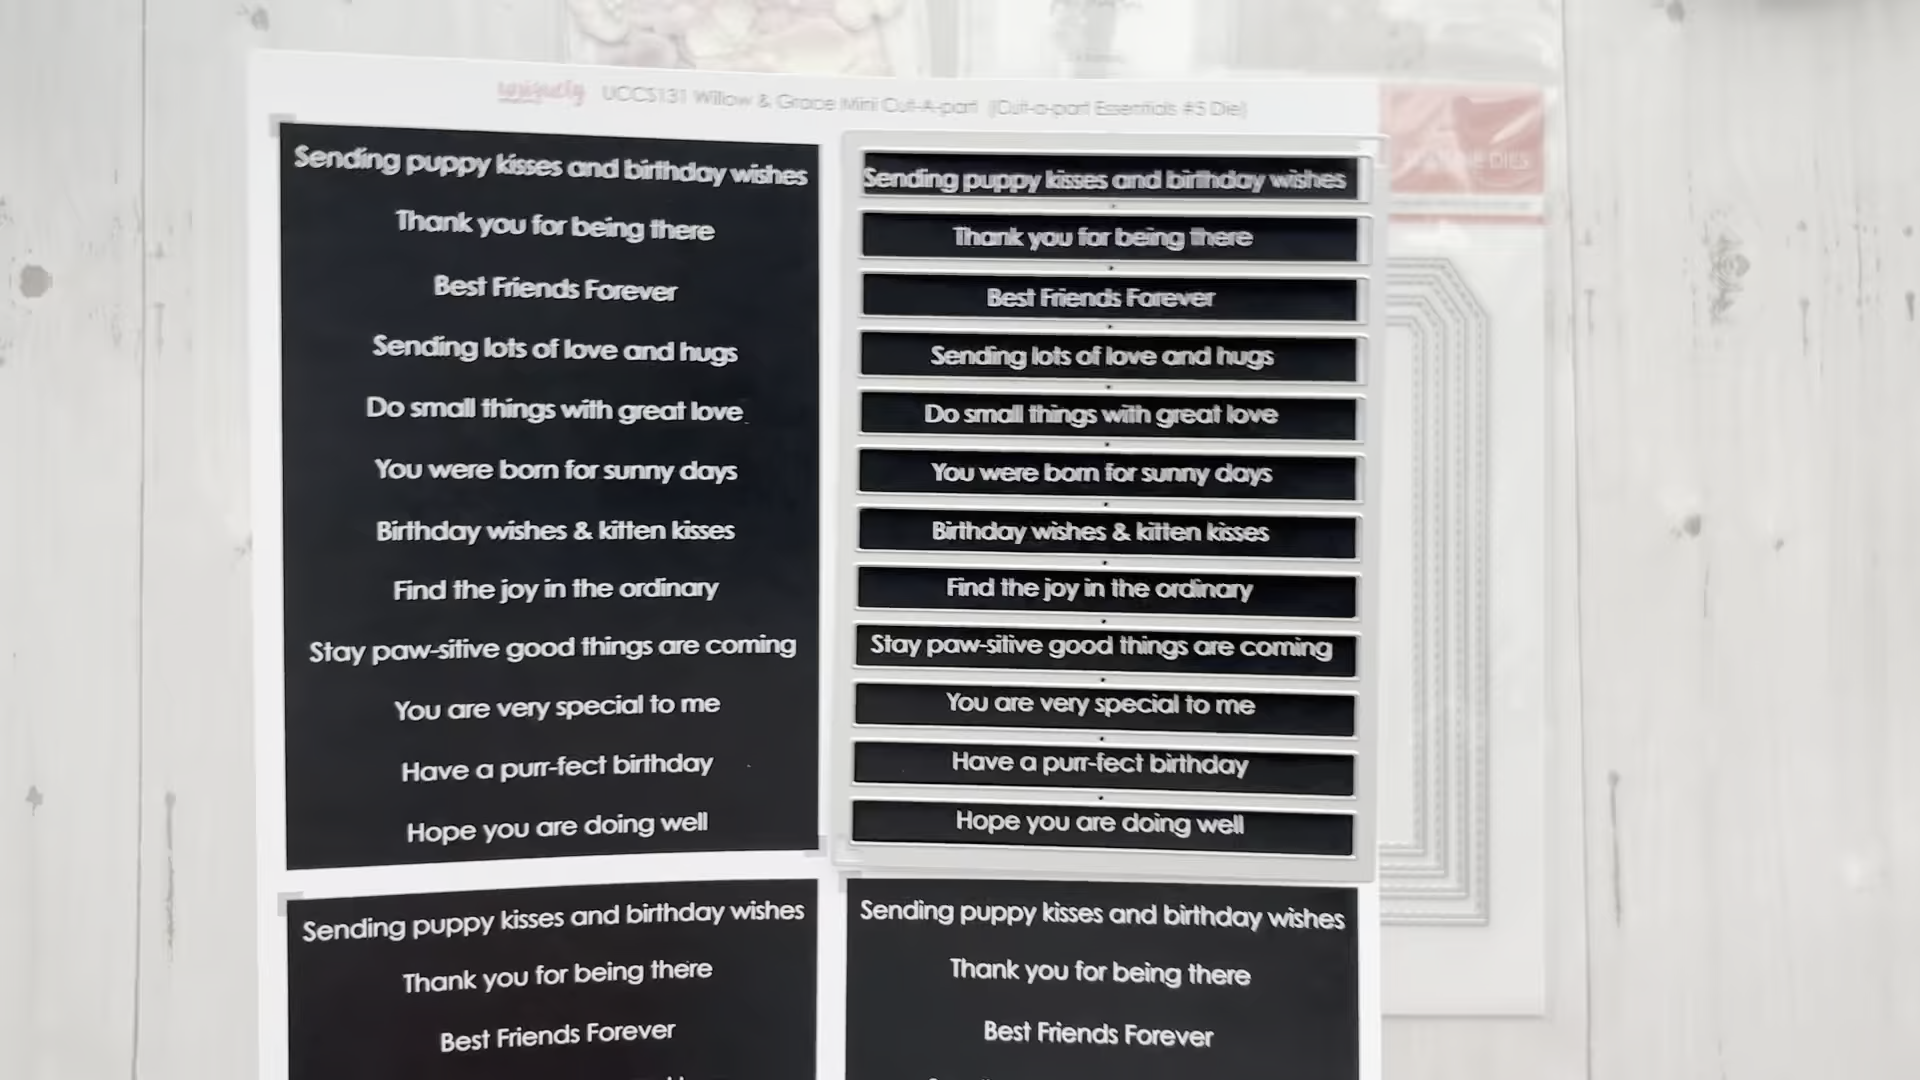 uniquely UCCS131 Willow & Grace Mini Cut-A-part (Cut-a-part Essentials #5 Die)
Sending puppy kisses and birthday wishes
Thank you for being there
Best Friends Forever
Sending lots of love and hugs
Do small things with great love
You were born for sunny days
Birthday wishes & kitten kisses
Find the joy in the ordinary
Stay paw-sitive good things are coming
You are very special to me
Have a purr-fect birthday
Hope you are doing well
Sending puppy kisses and birthday wishes
Thank you for being there
Best Friends Forever
Sending lots of love and hugs
Do small things with great love
You were born for sunny days
Birthday wishes & kitten kisses
Find the joy in the ordinary
Stay paw-sitive good things are coming
You are very special to me
Have a purr-fect birthday
Hope you are doing well
DIES
Sending puppy kisses and birthday wishes
Thank you for being there
Best Friends Forever
Sending puppy kisses and birthday wishes
Thank you for being there
Best Friends Forever